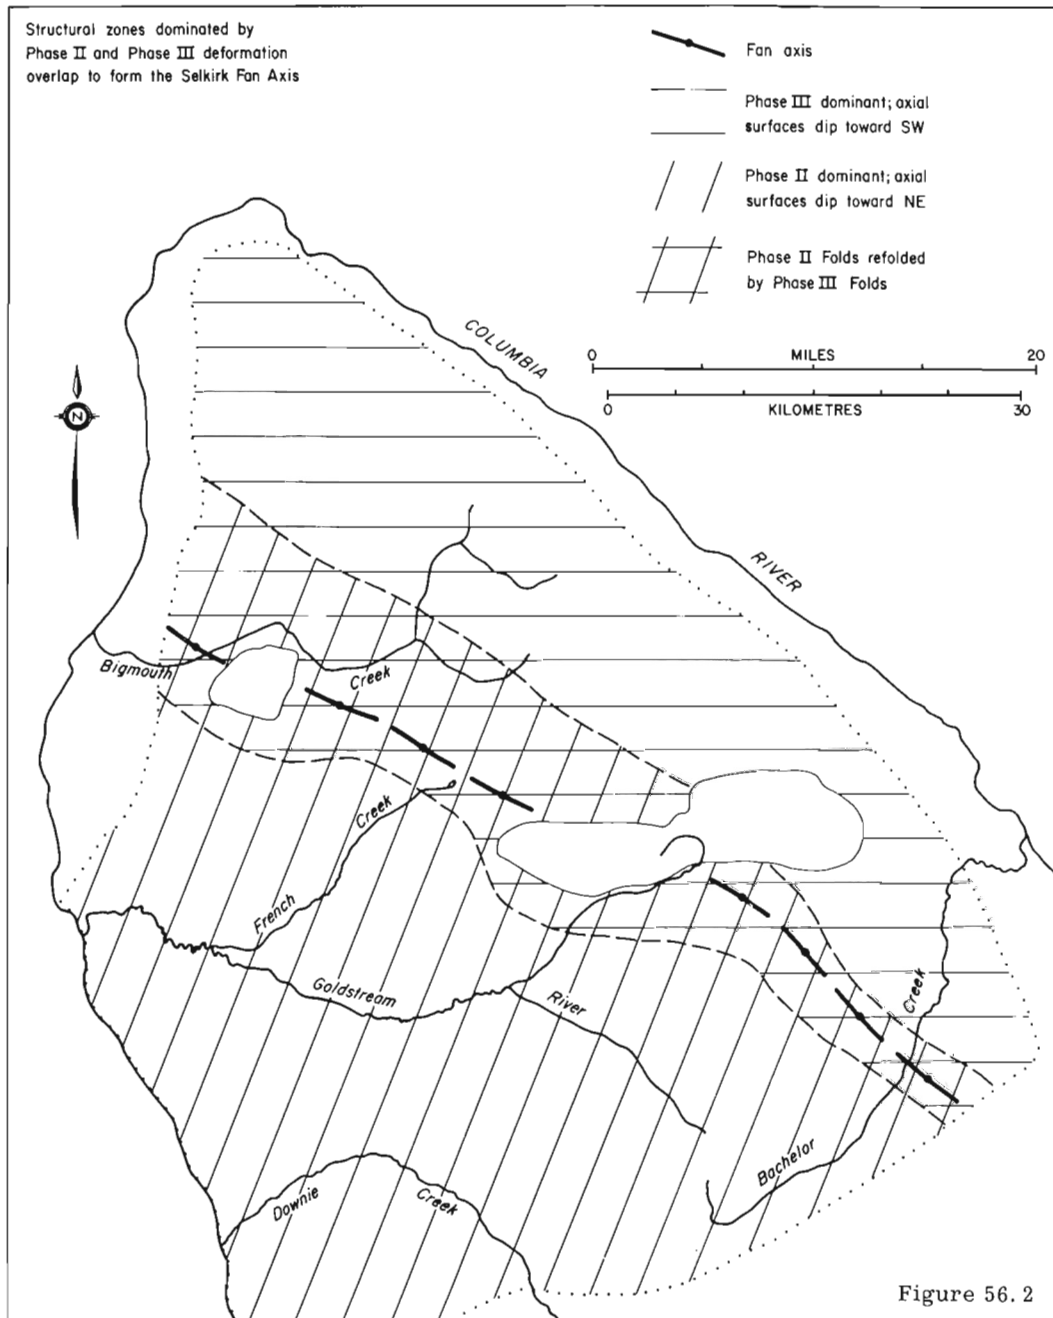 Structural zones dominated by
Phase II and Phase III deformation
overlap to form the Selkirk Fan Axis
Fan axis
Phase III dominant; axial
surfaces dip toward SW
Phase II dominant; axial
surfaces dip toward NE
Phase II Folds refolded
by Phase III Folds
0 MILES 20
0 KILOMETRES 30
N
COLUMBIA
RIVER
Bigmouth
Creek
French
Creek
Goldstream
River
Creek
Bachelor
Downie
Creek
Figure 56. 2